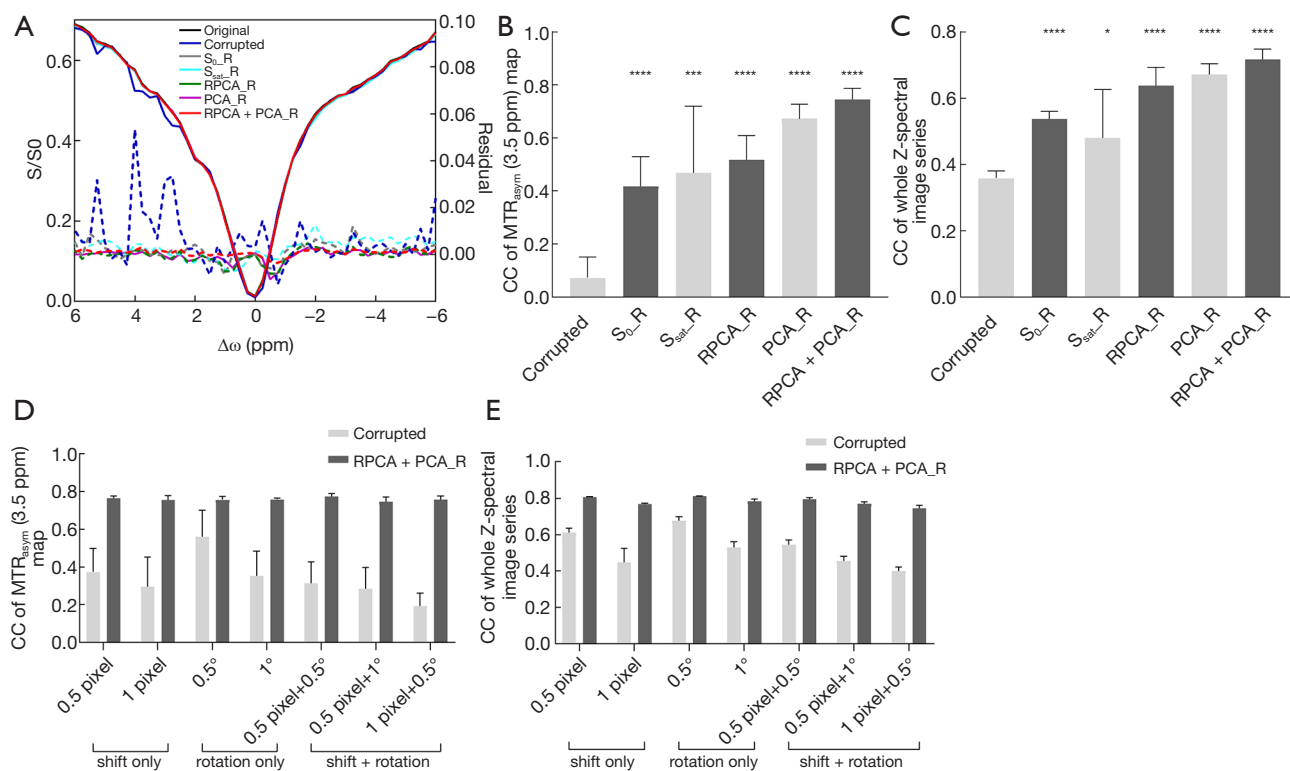 A
Original
Corrupted
S0_R
Ssat_R
RPCA_R
PCA_R
RPCA + PCA_R
S/S0
0.6
0.4
0.2
0.0
0.10
0.08
0.06
0.04
0.02
0.00
Residual
6 4 2 0 −2 −4 −6
Δω (ppm)
B
CC of MTRasym (3.5 ppm) map
1.0
0.8
0.6
0.4
0.2
0.0
**** *** **** **** ****
Corrupted
S0_R
Ssat_R
RPCA_R
PCA_R
RPCA + PCA_R
C
CC of whole Z-spectral
image series
0.8
0.6
0.4
0.2
0.0
**** * **** **** ****
Corrupted
S0_R
Ssat_R
RPCA_R
PCA_R
RPCA + PCA_R
D
Corrupted
RPCA + PCA_R
CC of MTRasym (3.5 ppm)
map
1.0
0.8
0.6
0.4
0.2
0.0
0.5 pixel
1 pixel
0.5°
1°
0.5 pixel+0.5°
0.5 pixel+1°
1 pixel+0.5°
shift only
rotation only
shift + rotation
E
Corrupted
RPCA + PCA_R
CC of whole Z-spectral
image series
1.0
0.8
0.6
0.4
0.2
0.0
0.5 pixel
1 pixel
0.5°
1°
0.5 pixel+0.5°
0.5 pixel+1°
1 pixel+0.5°
shift only
rotation only
shift + rotation